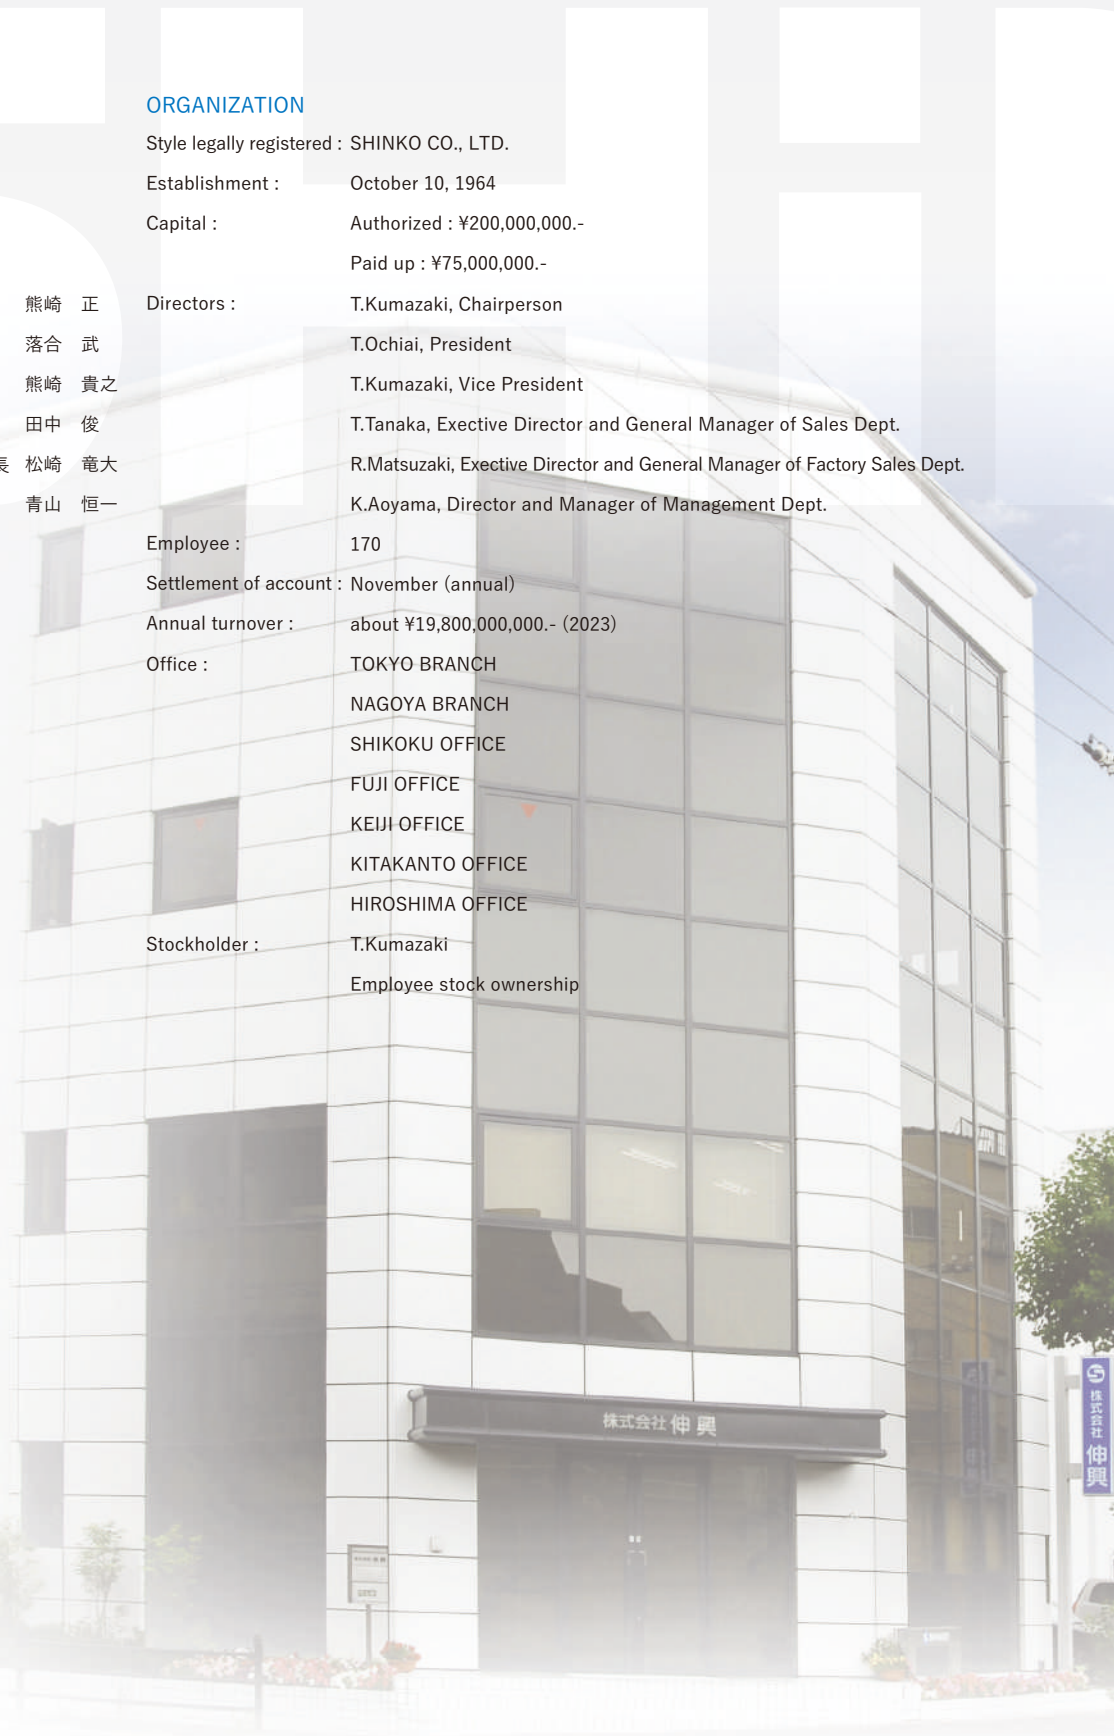 ORGANIZATION
Style legally registered : SHINKO CO., LTD.
Establishment : October 10, 1964
Capital : Authorized : ¥200,000,000.-
Paid up : ¥75,000,000.-
熊崎 正 Directors : T.Kumazaki, Chairperson
落合 武 T.Ochiai, President
熊崎 貴之 T.Kumazaki, Vice President
田中 俊 T.Tanaka, Exective Director and General Manager of Sales Dept.
長 松崎 竜大 R.Matsuzaki, Exective Director and General Manager of Factory Sales Dept.
青山 恒一 K.Aoyama, Director and Manager of Management Dept.
Employee : 170
Settlement of account : November (annual)
Annual turnover : about ¥19,800,000,000.- (2023)
Office : TOKYO BRANCH
NAGOYA BRANCH
SHIKOKU OFFICE
FUJI OFFICE
KEIJI OFFICE
KITAKANTO OFFICE
HIROSHIMA OFFICE
Stockholder : T.Kumazaki
Employee stock ownership
株式会社 伸興
株式会社 伸興